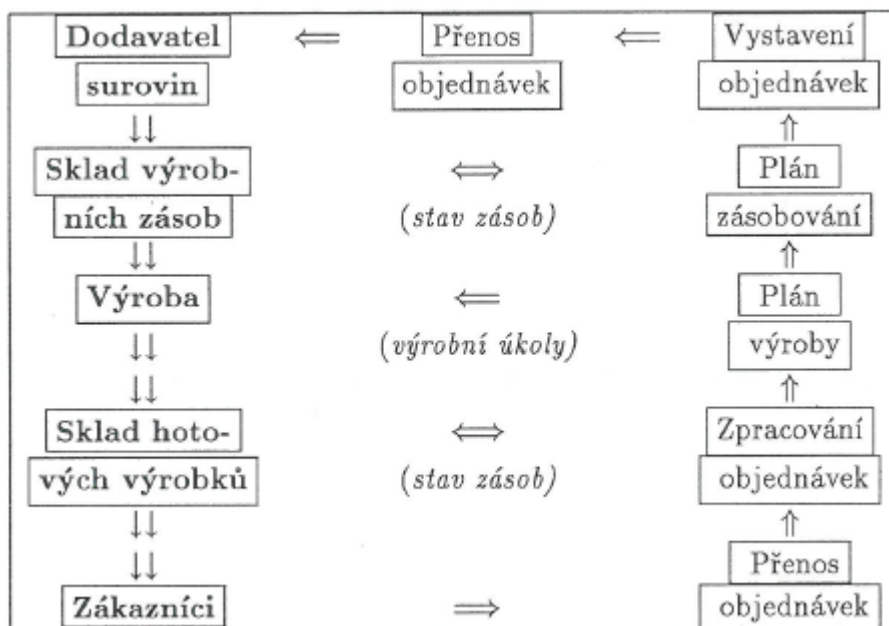 Dodavatel ⇐ Přenos ⇐ Vystavení
surovin objednávek objednávek
↓↓ ⇑
Sklad výrob- ⇔ Plán
ních zásob (stav zásob) zásobování
↓↓ ⇑
Výroba ⇐ Plán
↓↓ (výrobní úkoly) výroby
↓↓ ⇑
Sklad hoto- ⇔ Zpracování
vých výrobků (stav zásob) objednávek
↓↓ ⇑
↓↓ Přenos
Zákazníci ⇒ objednávek